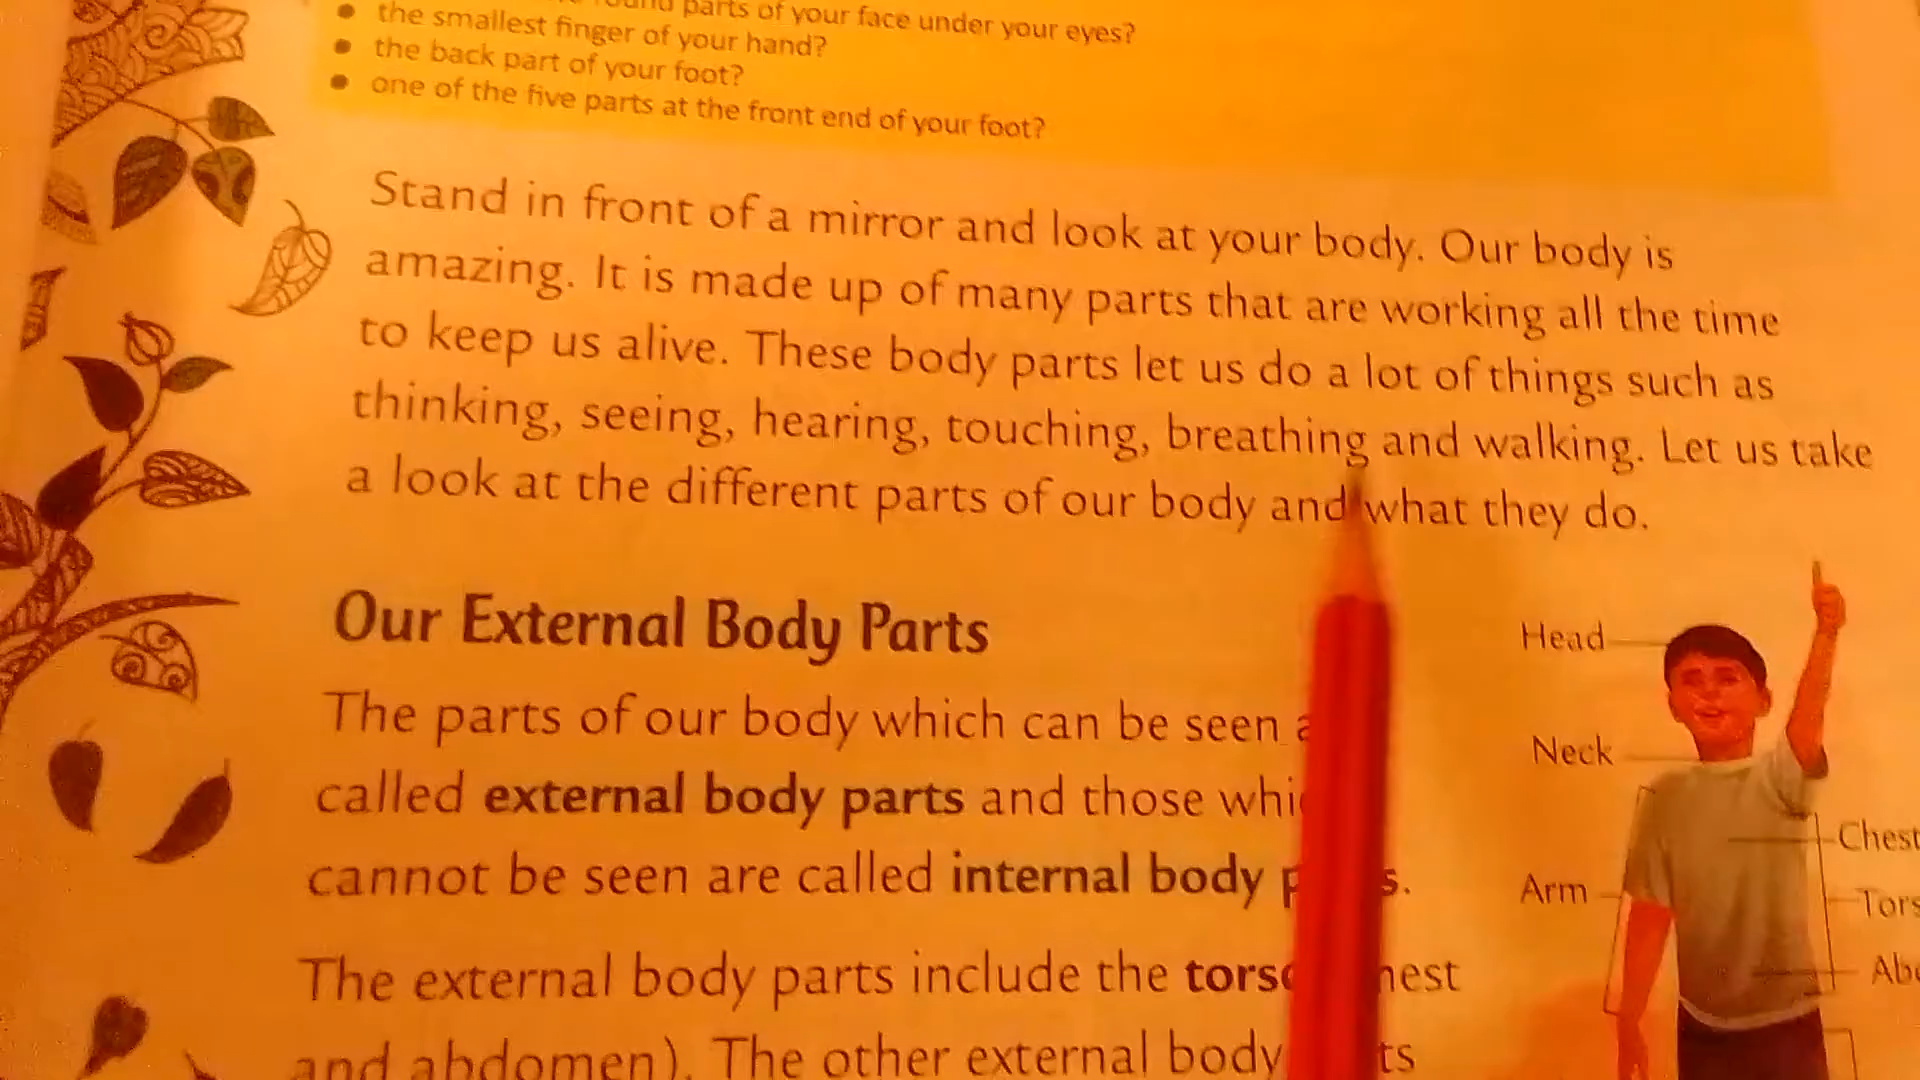 parts of your face under your eyes?
• the smallest finger of your hand?
• the back part of your foot?
• one of the five parts at the front end of your foot?
Stand in front of a mirror and look at your body. Our body is
amazing. It is made up of many parts that are working all the time
to keep us alive. These body parts let us do a lot of things such as
thinking, seeing, hearing, touching, breathing and walking. Let us take
a look at the different parts of our body and what they do.
Our External Body Parts
The parts of our body which can be seen
called external body parts and those
cannot be seen are called internal body
The external body parts include the
and abdomen). The other external body
Head
Neck
Chest
Arm